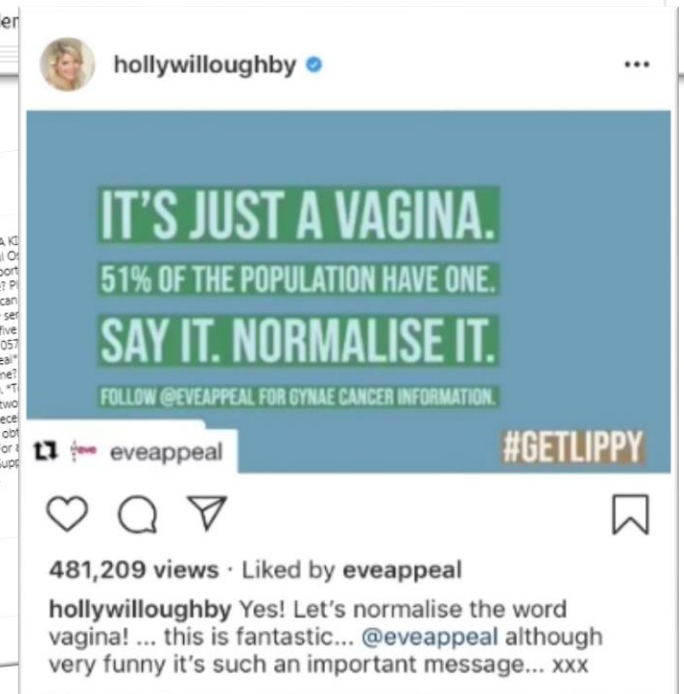 hollywilloughby
IT'S JUST A VAGINA.
51% OF THE POPULATION HAVE ONE.
SAY IT. NORMALISE IT.
FOLLOW @EVEAPPEAL FOR GYNAE CANCER INFORMATION.
eve eveappeal
#GETLIPPY
481,209 views · Liked by eveappeal
hollywilloughby Yes! Let's normalise the word
vagina! ... this is fantastic... @eveappeal although
very funny it's such an important message... xxx